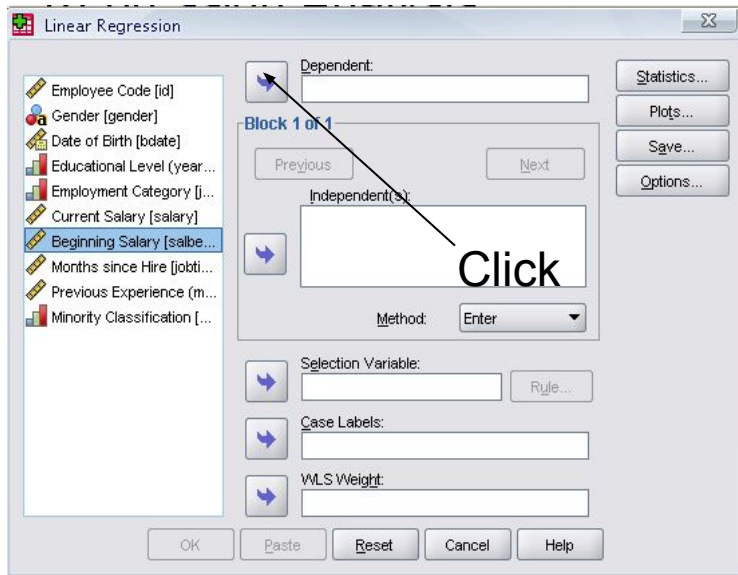 Linear Regression
Employee Code [id]
Gender [gender]
Date of Birth [bdate]
Educational Level (year...
Employment Category [j...
Current Salary [salary]
Beginning Salary [salbe...
Months since Hire [jobti...
Previous Experience (m...
Minority Classification [...
Dependent:
Block 1 of 1
Previous
Next
Independent(s):
Click
Method:
Enter
Selection Variable:
Rule...
Case Labels:
WLS Weight:
Statistics...
Plots...
Save...
Options...
OK
Paste
Reset
Cancel
Help